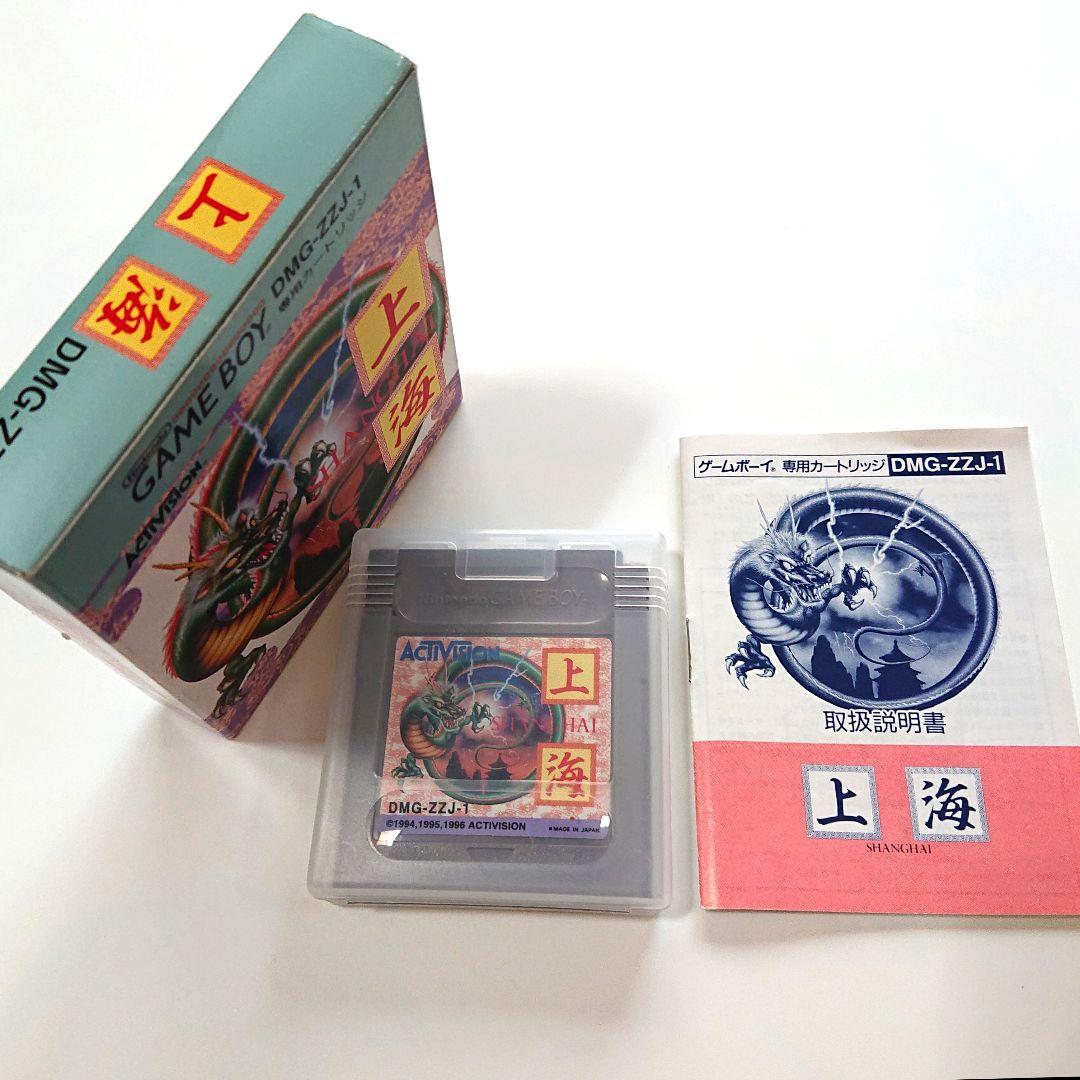 上
海
DMG-Z
GAME BOY
DMG-ZZJ-1
専用カートリッジ
ACTIVISION
上
海
SHANGHAI
Nintendo GAME BOY
ACTIVISION
上
SHANGHAI
海
DMG-ZZJ-1
©1994,1995,1996 ACTIVISION
MADE IN JAPAN
ゲームボーイ® 専用カートリッジ DMG-ZZJ-1
取扱説明書
上 海
SHANGHAI